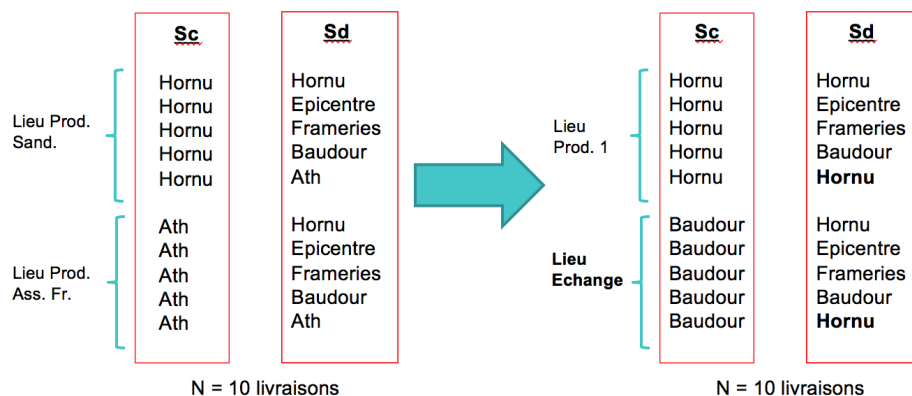 Sc
Sd
Lieu Prod.
Sand.
Hornu
Hornu
Hornu
Hornu
Hornu
Hornu
Epicentre
Frameries
Baudour
Ath
Lieu Prod.
Ass. Fr.
Ath
Ath
Ath
Ath
Ath
Hornu
Epicentre
Frameries
Baudour
Ath
N = 10 livraisons
Sc
Sd
Lieu
Prod. 1
Hornu
Hornu
Hornu
Hornu
Hornu
Hornu
Epicentre
Frameries
Baudour
Hornu
Lieu
Echange
Baudour
Baudour
Baudour
Baudour
Baudour
Hornu
Epicentre
Frameries
Baudour
Hornu
N = 10 livraisons